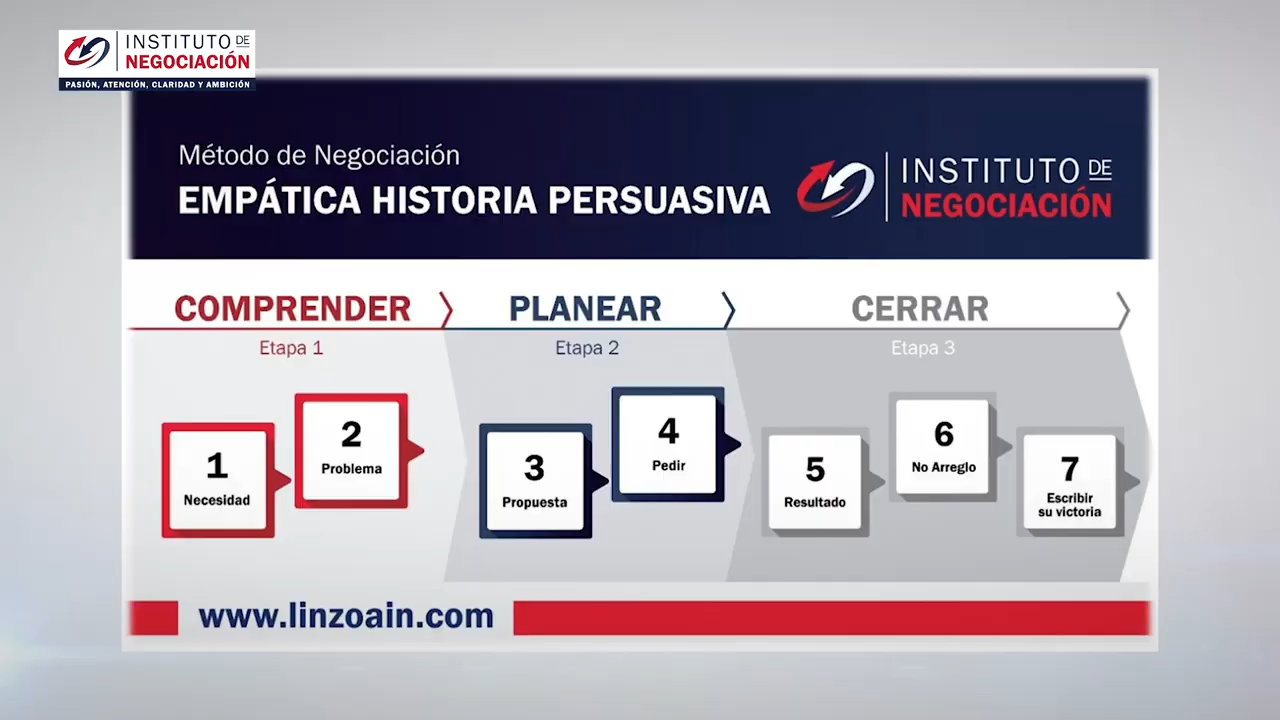 INSTITUTO DE
NEGOCIACIÓN
PASIÓN, ATENCIÓN, CLARIDAD Y AMBICIÓN
Método de Negociación
EMPÁTICA HISTORIA PERSUASIVA
INSTITUTO DE
NEGOCIACIÓN
COMPRENDER
PLANEAR
CERRAR
Etapa 1
Etapa 2
Etapa 3
1
Necesidad
2
Problema
3
Propuesta
4
Pedir
5
Resultado
6
No Arreglo
7
Escribir
su victoria
www.linzoain.com